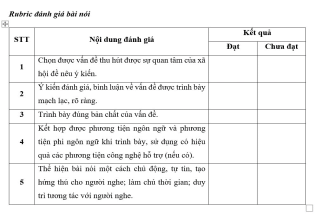 Rubric đánh giá bài nói
STT
Nội dung đánh giá
Kết quả
Đạt
Chưa đạt
1
Chọn được vấn đề thu hút được sự quan tâm của xã
hội để nêu ý kiến.
2
Ý kiến đánh giá, bình luận về vấn đề được trình bày
mạch lạc, rõ ràng.
3
Trình bày đúng bản chất của vấn đề.
4
Kết hợp được phương tiện ngôn ngữ và phương
tiện phi ngôn ngữ khi trình bày, sử dụng có hiệu
quả các phương tiện công nghệ hỗ trợ (nếu có).
5
Thể hiện bài nói một cách chủ động, tự tin, tạo
hứng thú cho người nghe; làm chủ thời gian; duy
trì tương tác với người nghe.